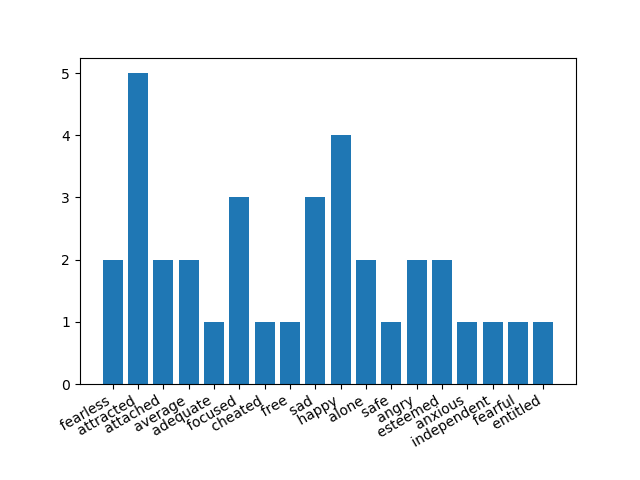 5
4
3
2
1
0
fearless
attracted
attached
average
adequate
focused
cheated
free
sad
happy
alone
safe
angry
esteemed
anxious
independent
fearful
entitled